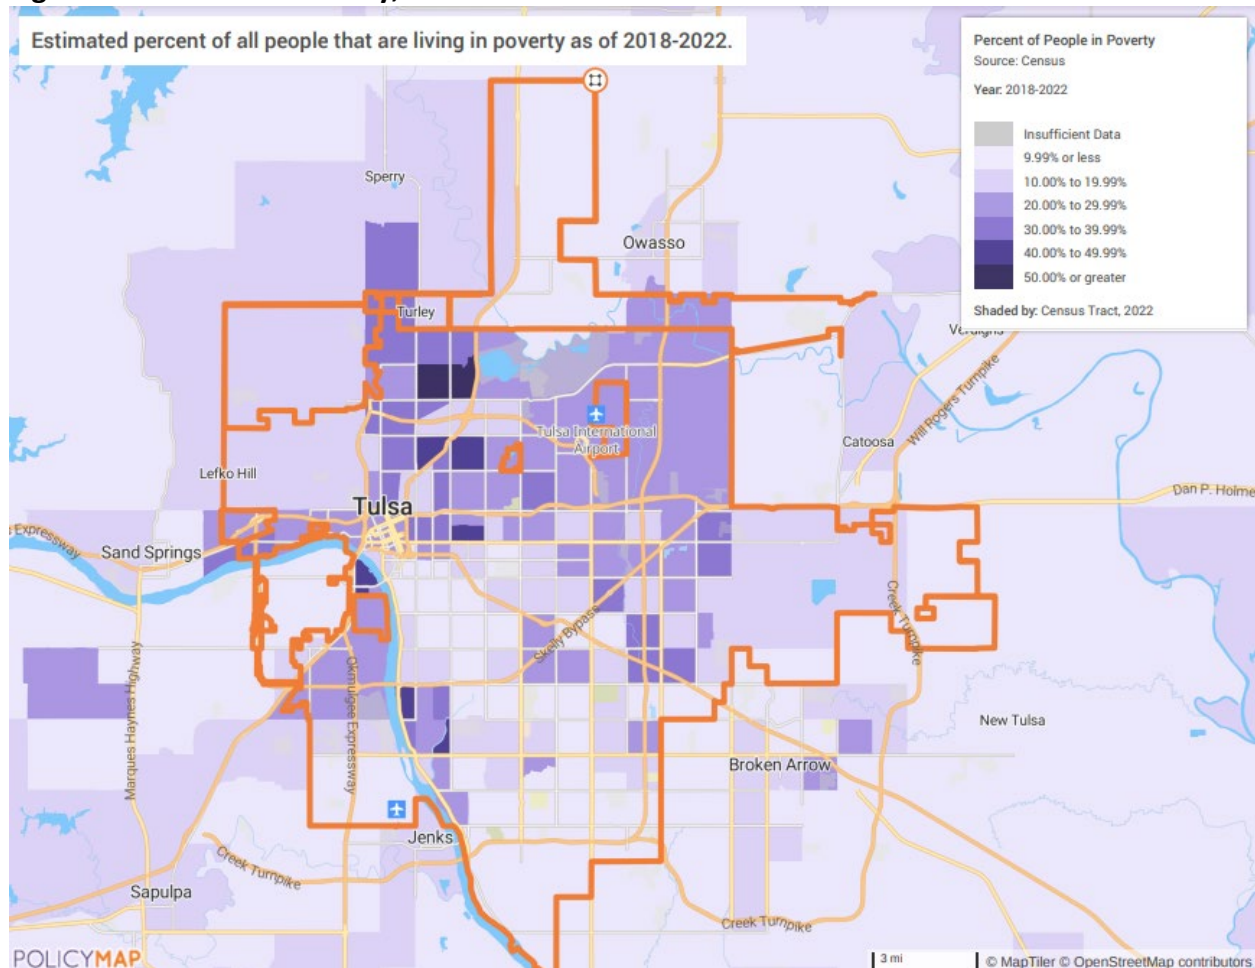 Estimated percent of all people that are living in poverty as of 2018-2022.
Percent of People in Poverty
Source: Census
Year: 2018-2022
Insufficient Data
9.99% or less
10.00% to 19.99%
20.00% to 29.99%
30.00% to 39.99%
40.00% to 49.99%
50.00% or greater
Shaded by: Census Tract, 2022
Sperry
Owasso
Turley
Will Rogers Turnpike
Tulsa International
Airport
Catoosa
Lefko Hill
Dan P. Holme
Tulsa
Expressway
Sand Springs
Creek Turnpike
Skelly Bypass
Marques Haynes Highway
Okmulgee Expressway
New Tulsa
Broken Arrow
Jenks
Creek Turnpike
Sapulpa
Creek Turnpike
POLICYMAP
3 mi
© MapTiler © OpenStreetMap contributors